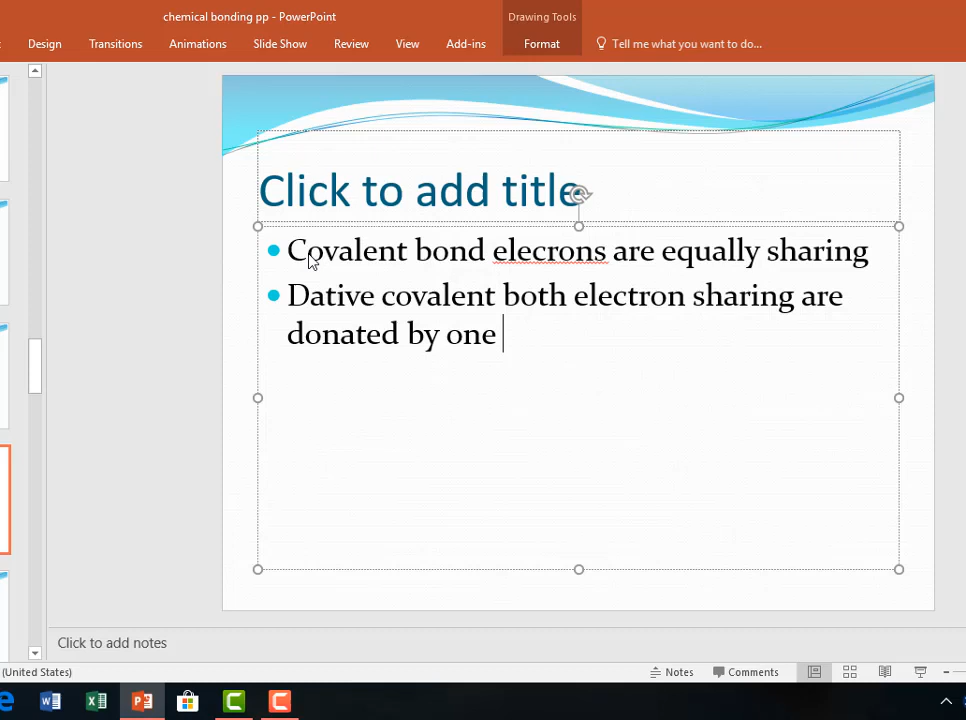 chemical bonding pp - PowerPoint
Drawing Tools
Design Transitions Animations Slide Show Review View Add-ins Format Tell me what you want to do...
Click to add title
Covalent bond elecrons are equally sharing
Dative covalent both electron sharing are
donated by one
Click to add notes
(United States)
Notes Comments